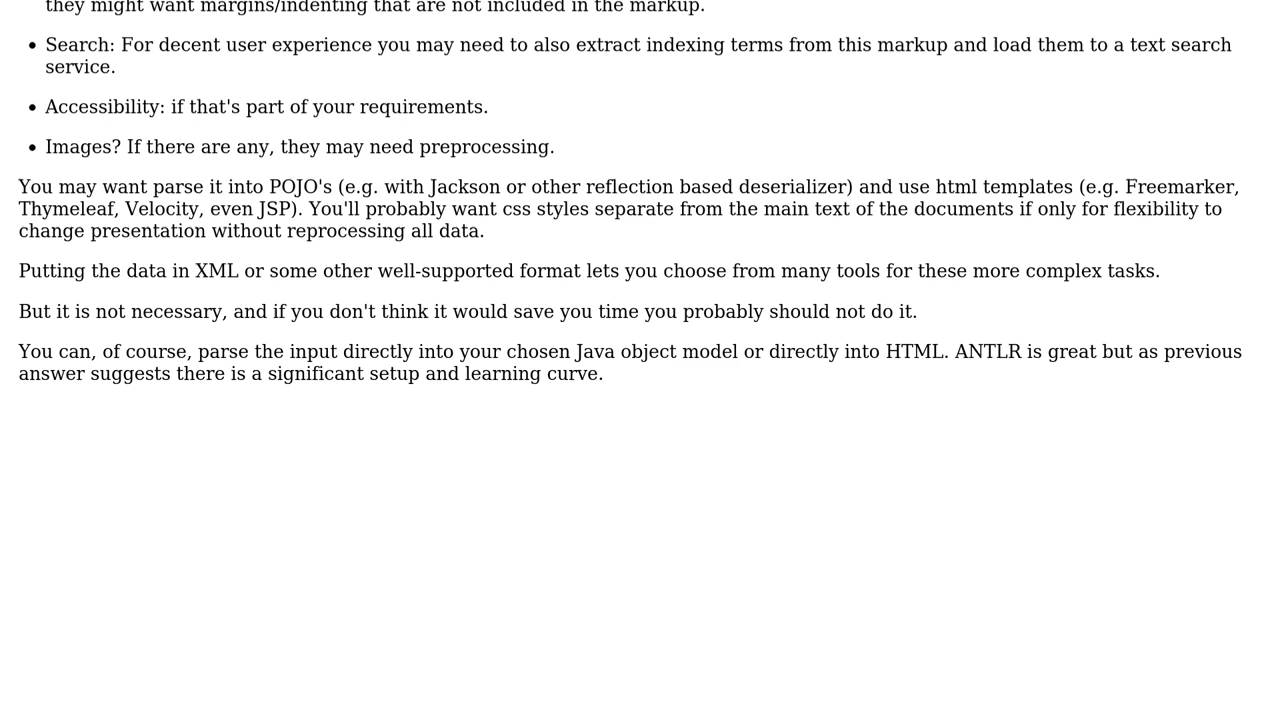 they might want margins/indenting that are not included in the markup.
• Search: For decent user experience you may need to also extract indexing terms from this markup and load them to a text search
service.
• Accessibility: if that's part of your requirements.
• Images? If there are any, they may need preprocessing.
You may want parse it into POJO's (e.g. with Jackson or other reflection based deserializer) and use html templates (e.g. Freemarker,
Thymeleaf, Velocity, even JSP). You'll probably want css styles separate from the main text of the documents if only for flexibility to
change presentation without reprocessing all data.
Putting the data in XML or some other well-supported format lets you choose from many tools for these more complex tasks.
But it is not necessary, and if you don't think it would save you time you probably should not do it.
You can, of course, parse the input directly into your chosen Java object model or directly into HTML. ANTLR is great but as previous
answer suggests there is a significant setup and learning curve.